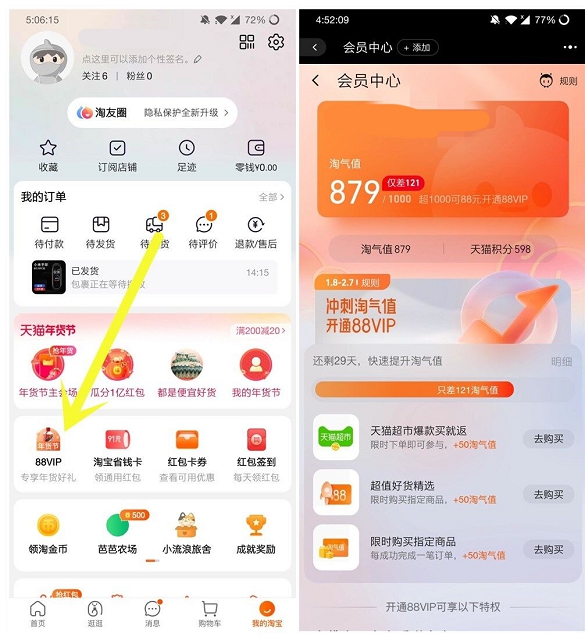 5:06:15
72%
点这里可以添加个性签名。
关注6 | 粉丝0
淘友圈 隐私保护全新升级 >
收藏 订阅店铺 足迹 零钱¥0.00
我的订单 全部 >
3 1
待付款 待发货 待 货 待评价 退款/售后
已发货 14:15
包裹正在等待揽收
天猫年货节 满200减20 >
抢年货
年货节主会场 瓜分1亿红包 都是便宜好货 我的年货节
年货节 91元
88VIP 淘宝省钱卡 红包卡券 红包签到
专享年货好礼 领通用红包 查看可用优惠 每天领红包
500
领淘金币 芭芭农场 小流浪旅舍 成就奖励
抢红包
首页 逛逛 消息 购物车 我的淘宝
4:52:09
77%
< 会员中心 + 添加 •••
< 会员中心 规则
淘气值
879 仅差121
/1000 超1000可88元开通88VIP
淘气值 879 天猫积分 598
1.8-2.7 | 规则
冲刺淘气值
开通88VIP
还剩29天，快速提升淘气值 明细
只差121淘气值
天猫超市
天猫超市爆款买就返
限时下单即可参与，+50淘气值
去购买
88
超值好货精选
限时购买指定商品，+50淘气值
去购买
淘气值
限时购买指定商品
每成功完成一笔订单，+50淘气值
去购买
开通88VIP可享以下特权